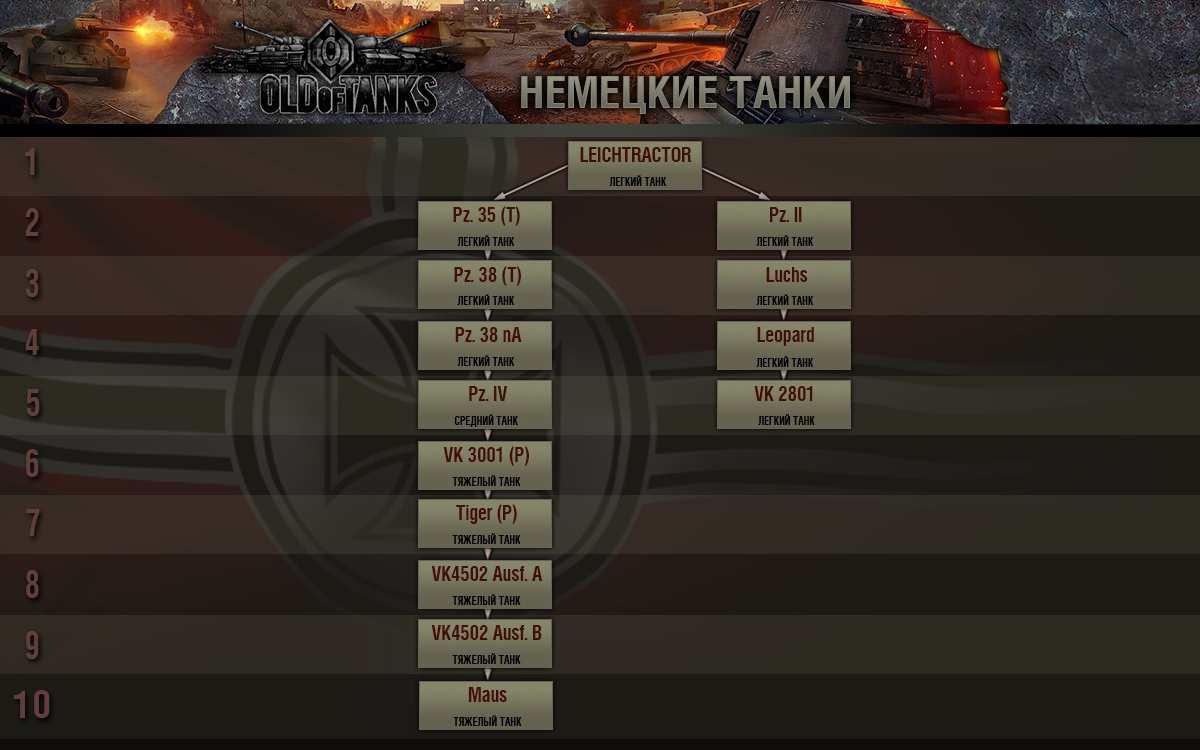 OLD OF TANKS
НЕМЕЦКИЕ ТАНКИ
1
LEICHTRACTOR
ЛЕГКИЙ ТАНК
2
Pz. 35 (T)
ЛЕГКИЙ ТАНК
Pz. II
ЛЕГКИЙ ТАНК
3
Pz. 38 (T)
ЛЕГКИЙ ТАНК
Luchs
ЛЕГКИЙ ТАНК
4
Pz. 38 nA
ЛЕГКИЙ ТАНК
Leopard
ЛЕГКИЙ ТАНК
5
Pz. IV
СРЕДНИЙ ТАНК
VK 2801
ЛЕГКИЙ ТАНК
6
VK 3001 (P)
ТЯЖЕЛЫЙ ТАНК
7
Tiger (P)
ТЯЖЕЛЫЙ ТАНК
8
VK4502 Ausf. A
ТЯЖЕЛЫЙ ТАНК
9
VK4502 Ausf. B
ТЯЖЕЛЫЙ ТАНК
10
Maus
ТЯЖЕЛЫЙ ТАНК